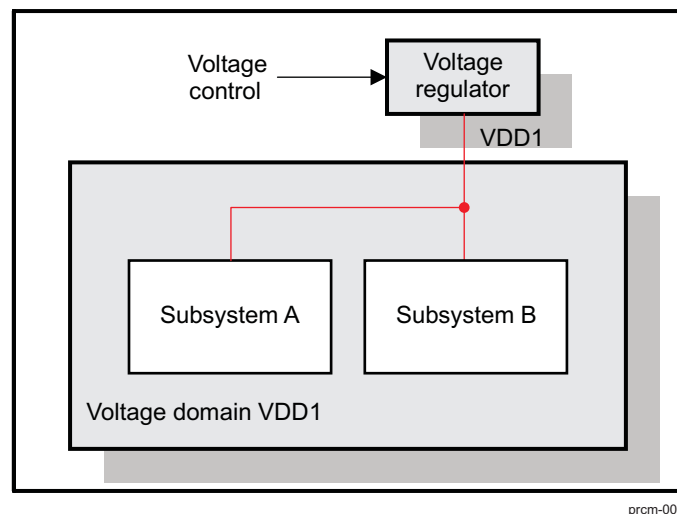 Voltage
control
Voltage
regulator
VDD1
Subsystem A
Subsystem B
Voltage domain VDD1
prcm-00